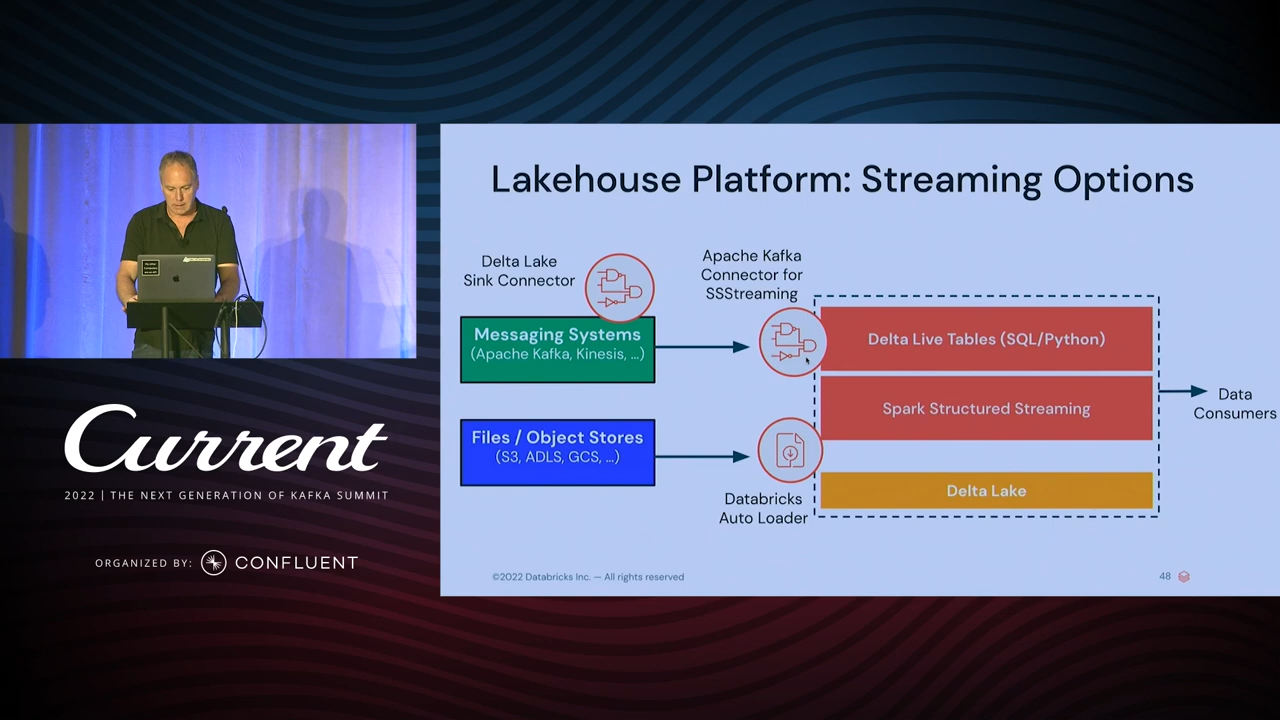 Lakehouse Platform: Streaming Options
Delta Lake
Sink Connector
Apache Kafka
Connector for
SSStreaming
Messaging Systems
(Apache Kafka, Kinesis, ...)
Delta Live Tables (SQL/Python)
Spark Structured Streaming
Data
Consumers
Files / Object Stores
(S3, ADLS, GCS, ...)
Delta Lake
Databricks
Auto Loader
©2022 Databricks Inc. — All rights reserved
48
Current
2022 | THE NEXT GENERATION OF KAFKA SUMMIT
ORGANIZED BY:
CONFLUENT